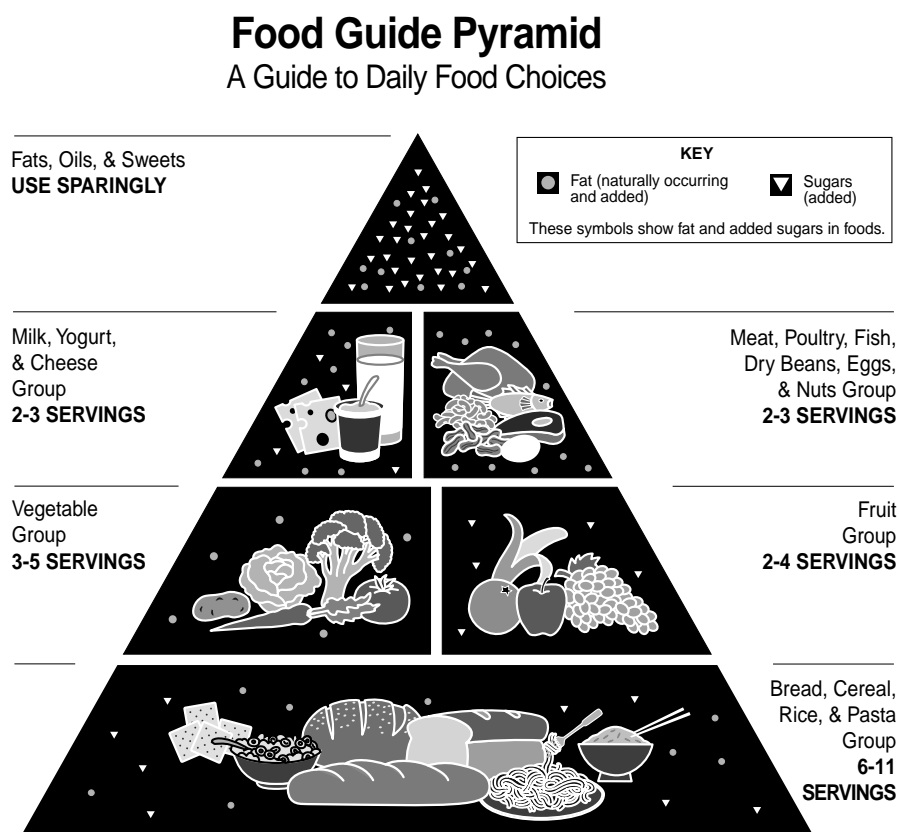 Food Guide Pyramid
A Guide to Daily Food Choices
Fats, Oils, & Sweets
USE SPARINGLY
KEY
Fat (naturally occurring
and added)
Sugars
(added)
These symbols show fat and added sugars in foods.
Milk, Yogurt,
& Cheese
Group
2-3 SERVINGS
Meat, Poultry, Fish,
Dry Beans, Eggs,
& Nuts Group
2-3 SERVINGS
Vegetable
Group
3-5 SERVINGS
Fruit
Group
2-4 SERVINGS
Bread, Cereal,
Rice, & Pasta
Group
6-11
SERVINGS